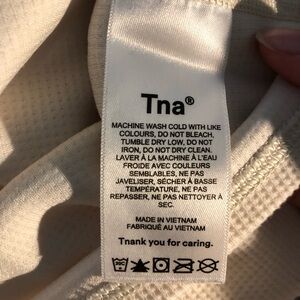 Tna®
MACHINE WASH COLD WITH LIKE
COLOURS, DO NOT BLEACH,
TUMBLE DRY LOW, DO NOT
IRON, DO NOT DRY CLEAN.
LAVER À LA MACHINE À L'EAU
FROIDE AVEC COULEURS
SEMBLABLES, NE PAS
JAVELISER, SÉCHER À BASSE
TEMPÉRATURE, NE PAS
REPASSER, NE PAS NETTOYER À
SEC.
MADE IN VIETNAM
FABRIQUÉ AU VIETNAM
Thank you for caring.